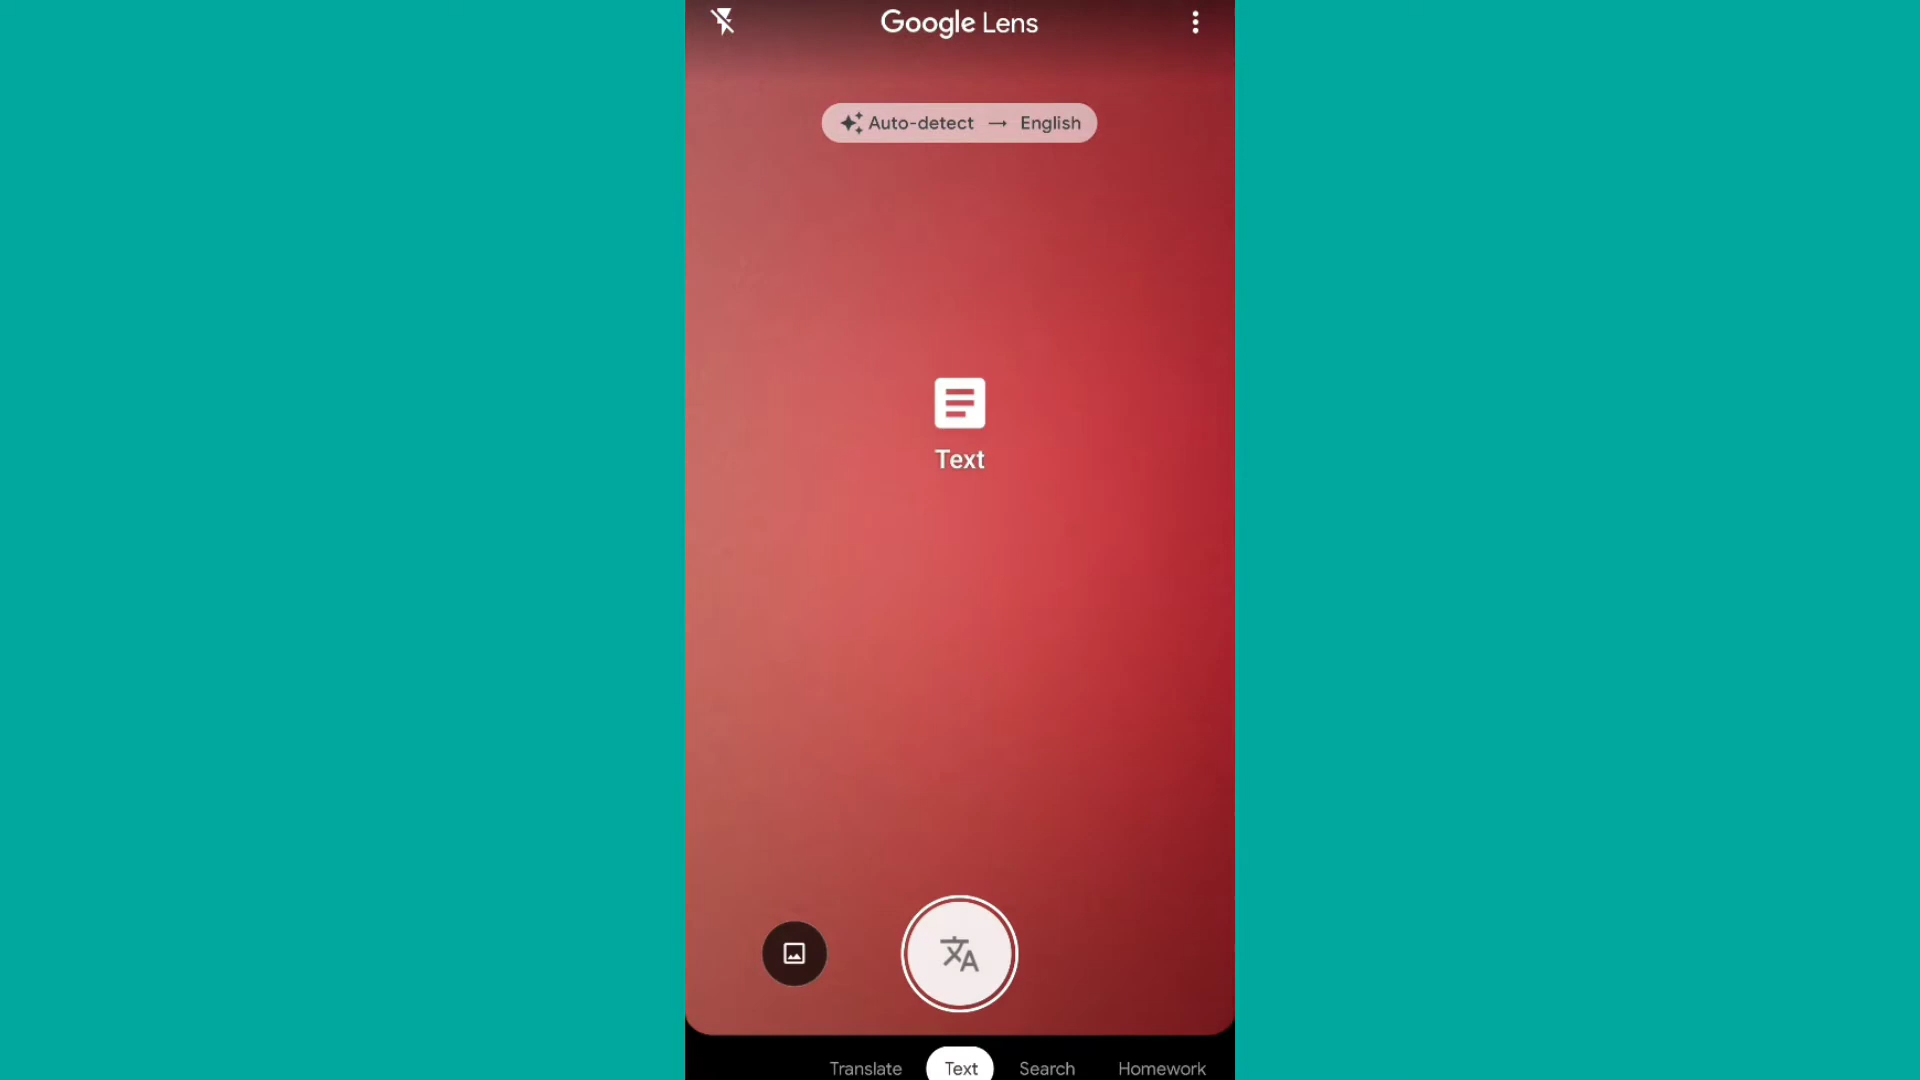 Google Lens
Auto-detect → English
Text
Translate Text Search Homework